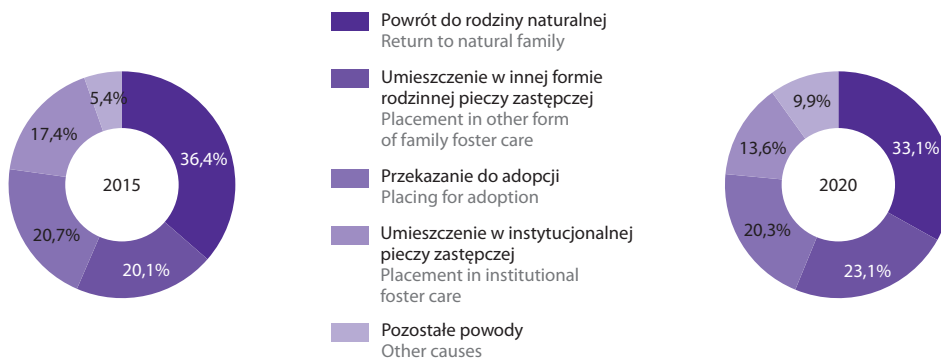 36,4%
20,1%
20,7%
17,4%
5,4%
2015
Powrót do rodziny naturalnej
Return to natural family
Umieszczenie w innej formie
rodzinnej pieczy zastępczej
Placement in other form
of family foster care
Przekazanie do adopcji
Placing for adoption
Umieszczenie w instytucjonalnej
pieczy zastępczej
Placement in institutional
foster care
Pozostałe powody
Other causes
33,1%
23,1%
20,3%
13,6%
9,9%
2020